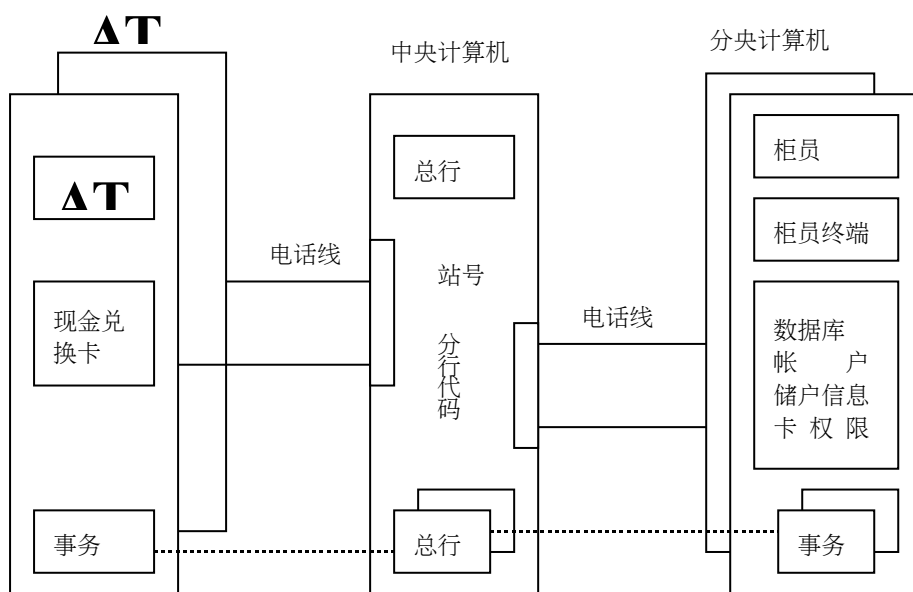 ΔT
中央计算机
分央计算机
ΔT
现金兑
换卡
事务
电话线
总行
站号
分行代码
总行
电话线
柜员
柜员终端
数据库
帐 户
储户信息
卡 权 限
事务